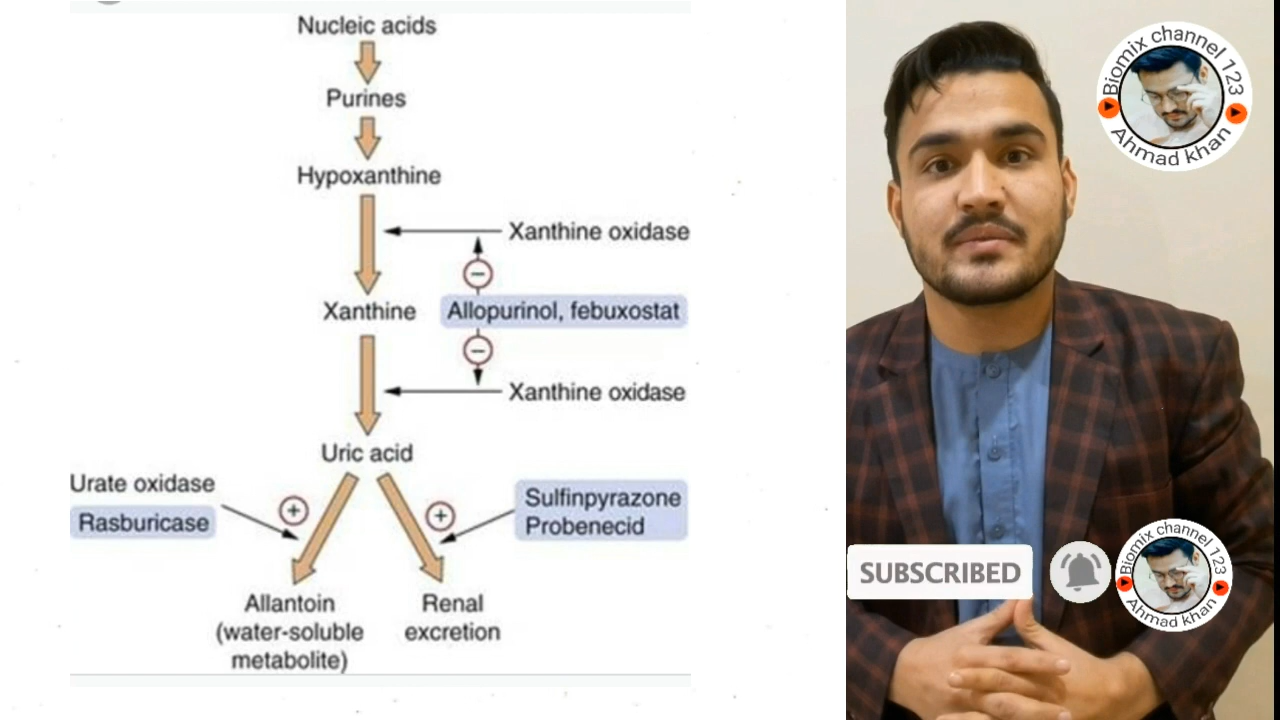 Nucleic acids
Purines
Hypoxanthine
Xanthine oxidase
Xanthine
Allopurinol, febuxostat
Xanthine oxidase
Uric acid
Urate oxidase
Rasburicase
Sulfinpyrazone
Probenecid
Allantoin
(water-soluble
metabolite)
Renal
excretion
Biomix channel 123
Ahmad khan
SUBSCRIBED
Biomix channel 123
Ahmad khan